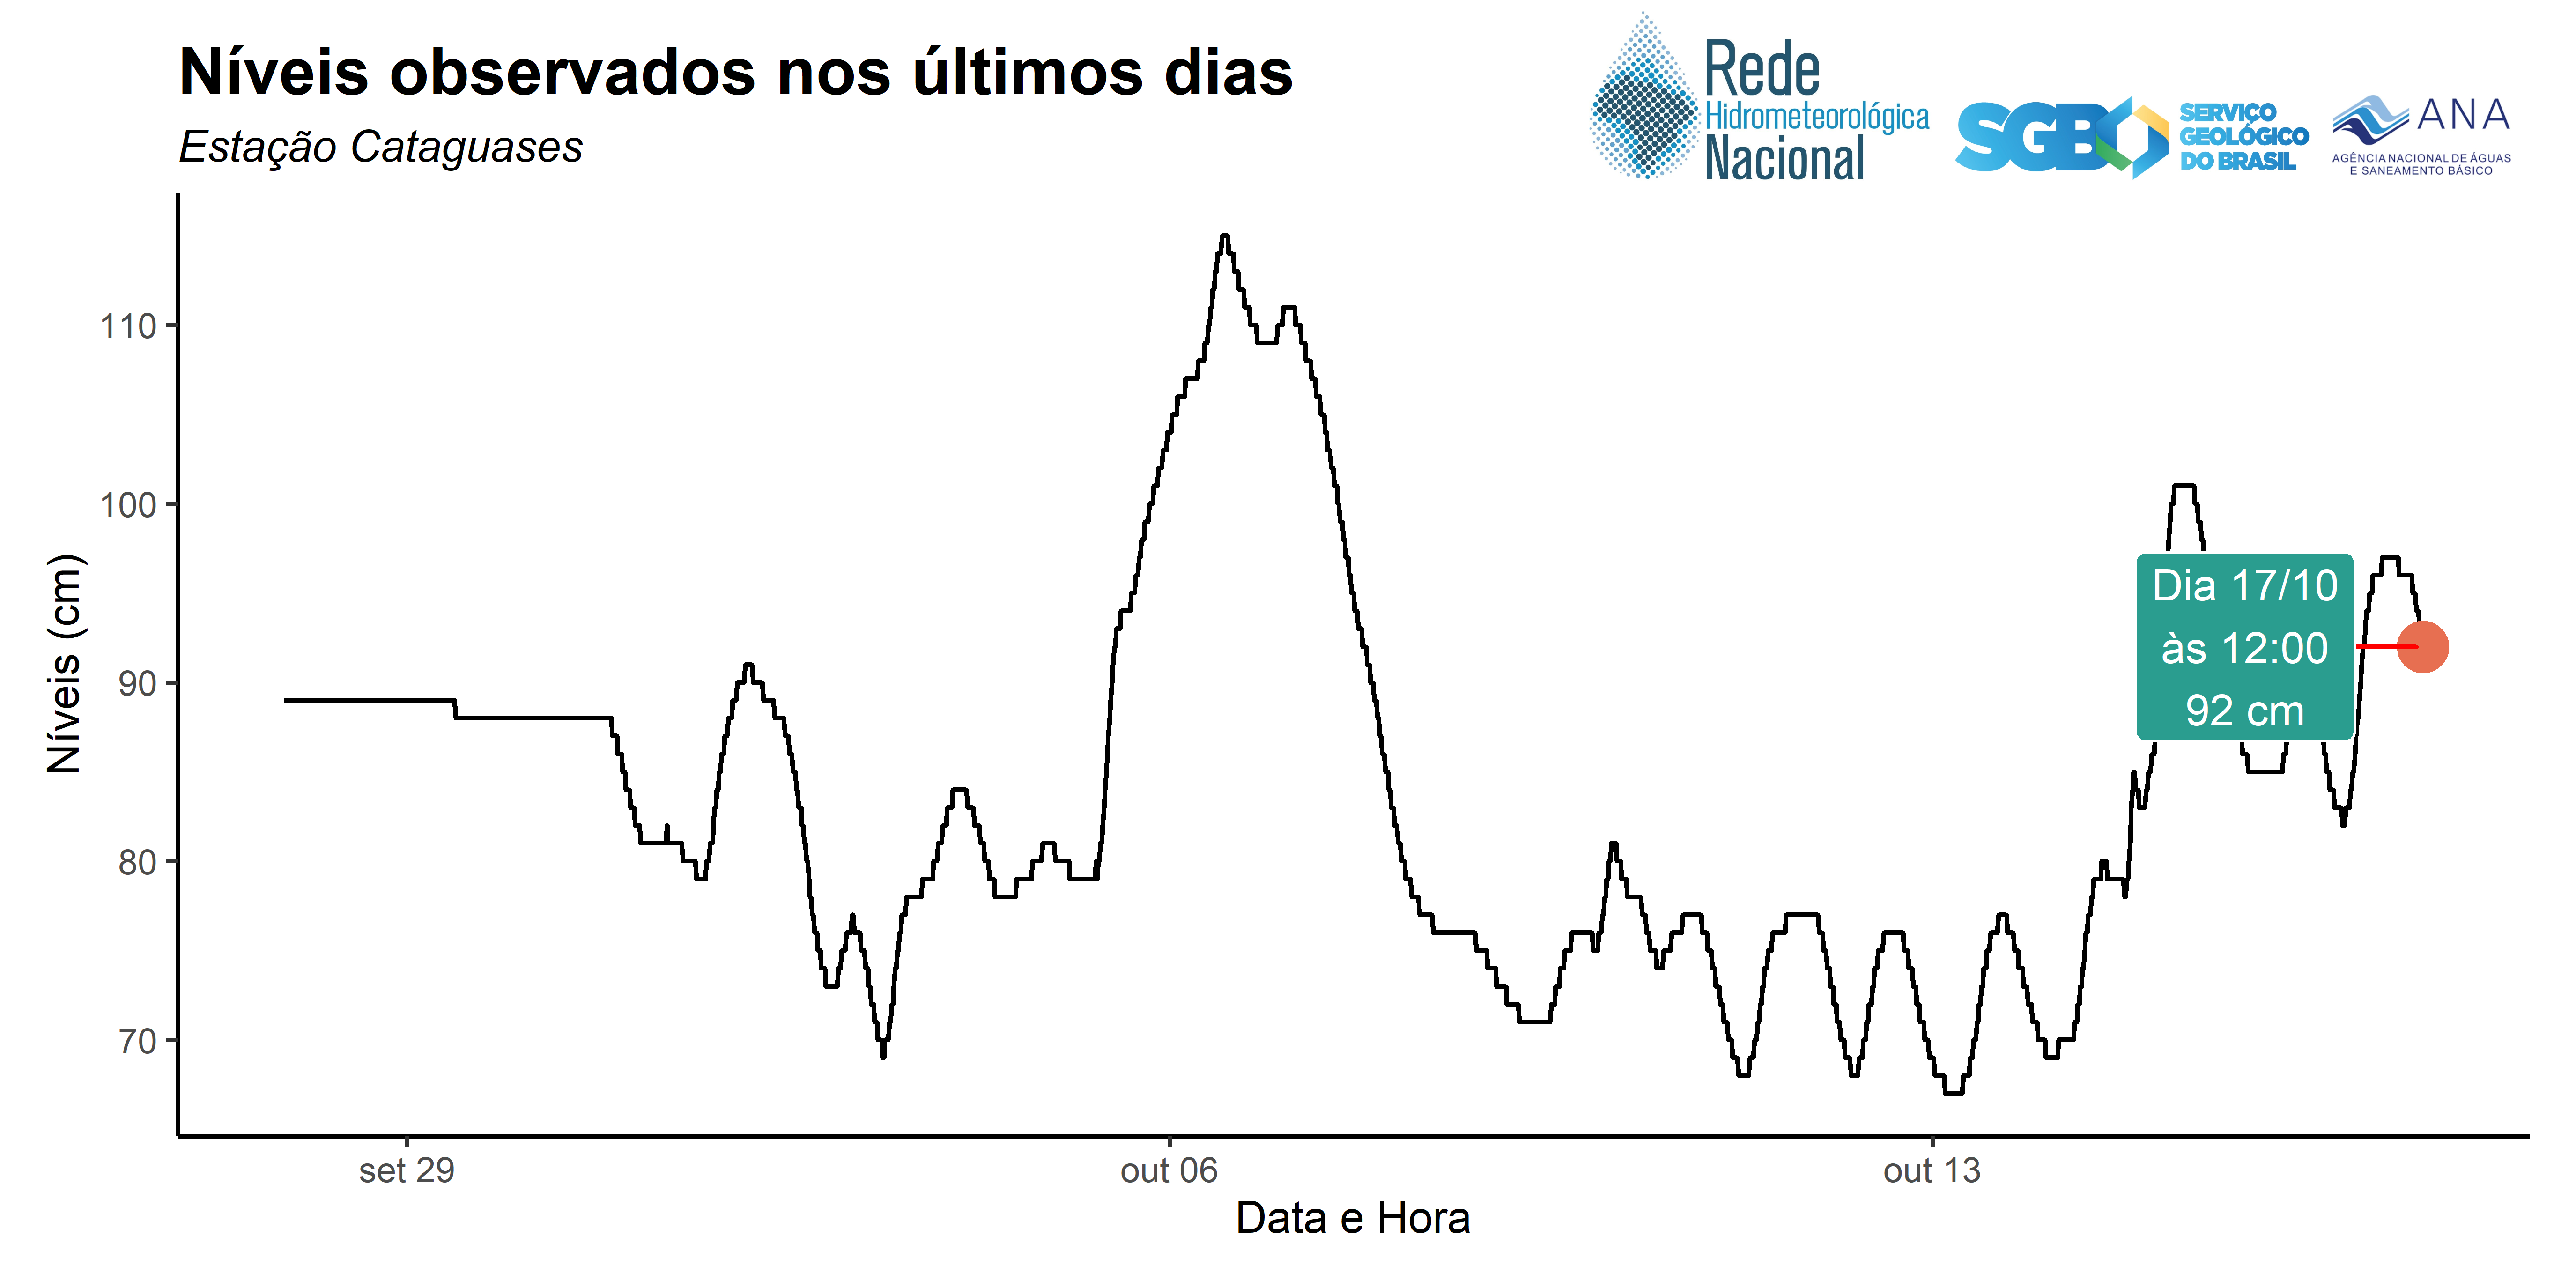 Níveis observados nos últimos dias
Estação Cataguases
Rede
Hidrometeorológica
Nacional
SGB
SERVIÇO
GEOLÓGICO
DO BRASIL
ANA
AGÊNCIA NACIONAL DE ÁGUAS
E SANEAMENTO BÁSICO
Níveis (cm)
110
100
90
80
70
Dia 17/10
às 12:00
92 cm
set 29
out 06
out 13
Data e Hora